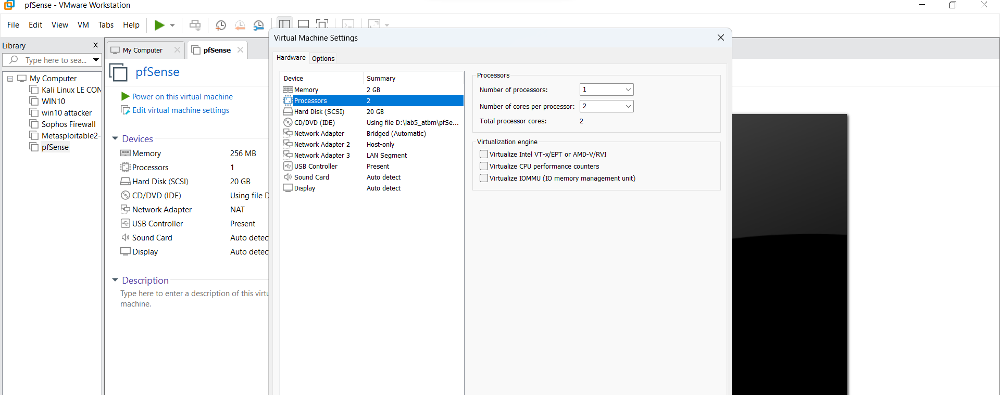 pfSense - VMware Workstation
File Edit View VM Tabs Help
Library
Type here to sea...
My Computer
Kali Linux LE CON
WIN10
win10 attacker
Sophos Firewall
Metasploitable2-
pfSense
My Computer
pfSense
pfSense
Power on this virtual machine
Edit virtual machine settings
Devices
Memory 256 MB
Processors 1
Hard Disk (SCSI) 20 GB
CD/DVD (IDE) Using file D
Network Adapter NAT
USB Controller Present
Sound Card Auto detec
Display Auto detec
Description
Type here to enter a description of this virtu
machine.
Virtual Machine Settings
Hardware Options
Device Summary
Memory 2 GB
Processors 2
Hard Disk (SCSI) 20 GB
CD/DVD (IDE) Using file D:\lab5_atbm\pfSe...
Network Adapter Bridged (Automatic)
Network Adapter 2 Host-only
Network Adapter 3 LAN Segment
USB Controller Present
Sound Card Auto detect
Display Auto detect
Processors
Number of processors: 1
Number of cores per processor: 2
Total processor cores: 2
Virtualization engine
Virtualize Intel VT-x/EPT or AMD-V/RVI
Virtualize CPU performance counters
Virtualize IOMMU (IO memory management unit)